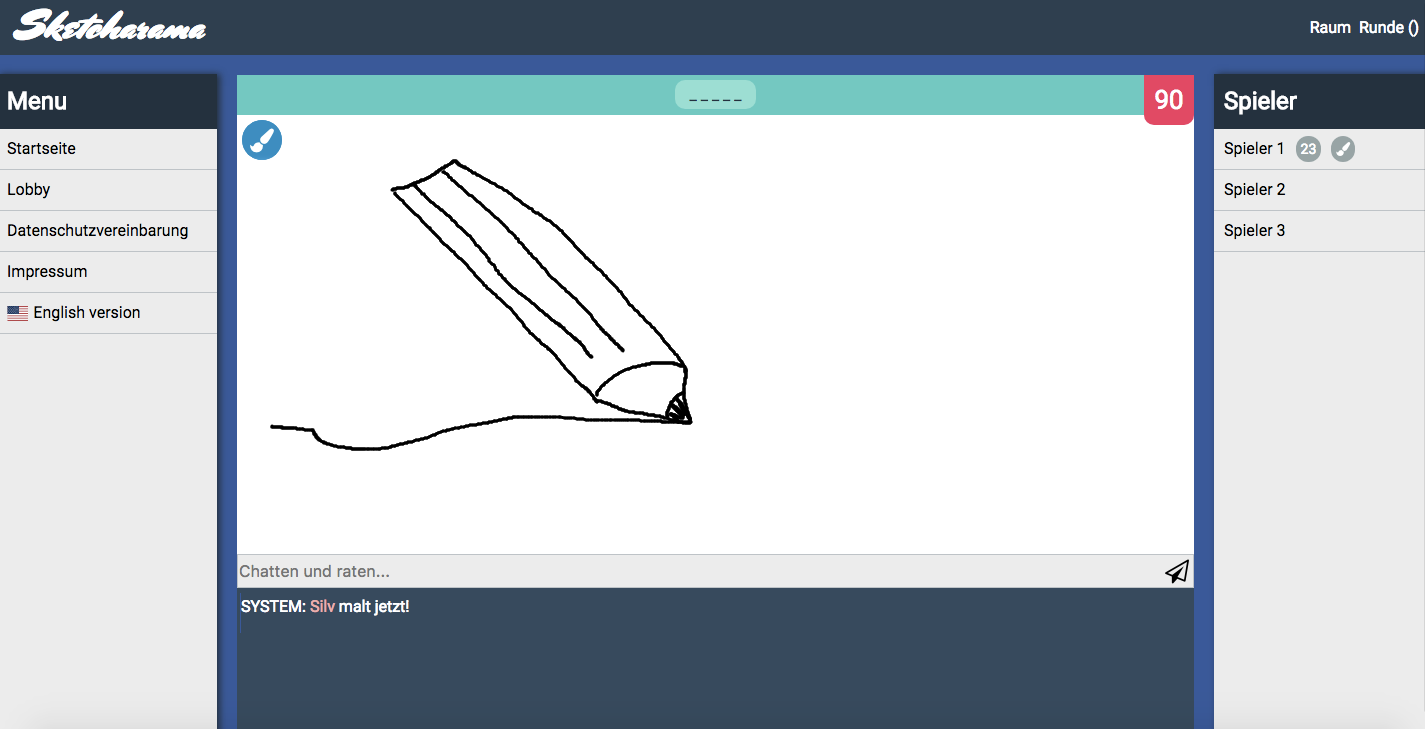 Sketcharama
Raum Runde ()
Menu
Startseite
Lobby
Datenschutzvereinbarung
Impressum
English version
_ _ _ _ _
90
Chatten und raten...
SYSTEM: Silv malt jetzt!
Spieler
Spieler 1 23
Spieler 2
Spieler 3